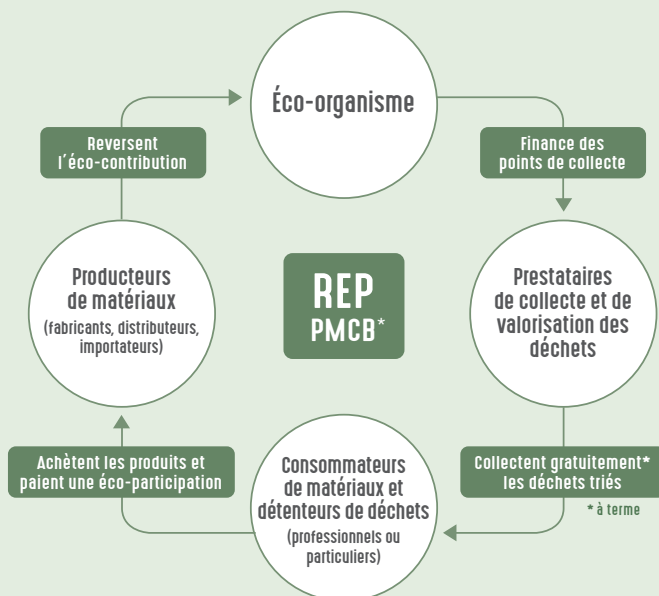 Éco-organisme
Reversent
l'éco-contribution
Finance des
points de collecte
Producteurs
de matériaux
(fabricants, distributeurs,
importateurs)
REP
PMCB*
Prestataires
de collecte et de
valorisation des
déchets
Achètent les produits et
paient une éco-participation
Consommateurs
de matériaux et
détenteurs de déchets
(professionnels ou
particuliers)
Collectent gratuitement*
les déchets triés
* à terme